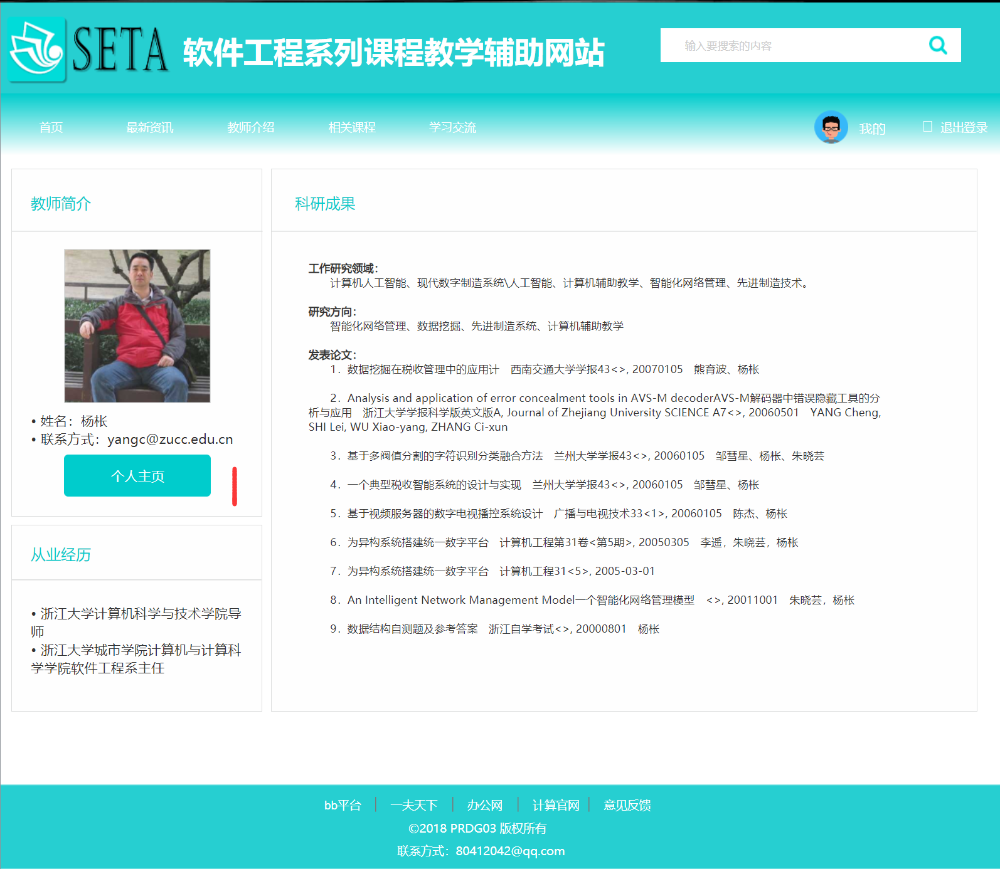 SETA 软件工程系列课程教学辅助网站
输入要搜索的内容
首页 最新资讯 教师介绍 相关课程 学习交流 我的 退出登录
教师简介
• 姓名：杨枨
• 联系方式：yangc@zucc.edu.cn
个人主页
从业经历
• 浙江大学计算机科学与技术学院导
师
• 浙江大学城市学院计算机与计算科
学学院软件工程系主任
科研成果
工作研究领域：
计算机人工智能、现代数字制造系统\人工智能、计算机辅助教学、智能化网络管理、先进制造技术。
研究方向：
智能化网络管理、数据挖掘、先进制造系统、计算机辅助教学
发表论文：
1．数据挖掘在税收管理中的应用计　西南交通大学学报43<>, 20070105　熊育波、杨枨
2．Analysis and application of error concealment tools in AVS-M decoderAVS-M解码器中错误隐藏工具的分
析与应用　浙江大学学报科学版英文版A, Journal of Zhejiang University SCIENCE A7<>, 20060501　YANG Cheng,
SHI Lei, WU Xiao-yang, ZHANG Ci-xun
3．基于多阀值分割的字符识别分类融合方法　兰州大学学报43<>, 20060105　邹彗星、杨枨、朱晓芸
4．一个典型税收智能系统的设计与实现　兰州大学学报43<>, 20060105　邹彗星、杨枨
5．基于视频服务器的数字电视播控系统设计　广播与电视技术33<1>, 20060105　陈杰、杨枨
6．为异构系统搭建统一数字平台　计算机工程第31卷<第5期>, 20050305　李遥，朱晓芸，杨枨
7．为异构系统搭建统一数字平台　计算机工程31<5>, 2005-03-01
8．An Intelligent Network Management Model一个智能化网络管理模型　<>, 20011001　朱晓芸，杨枨
9．数据结构自测题及参考答案　浙江自学考试<>, 20000801　杨枨
bb平台 | 一夫天下 | 办公网 | 计算官网 | 意见反馈
©2018 PRDG03 版权所有
联系方式：80412042@qq.com